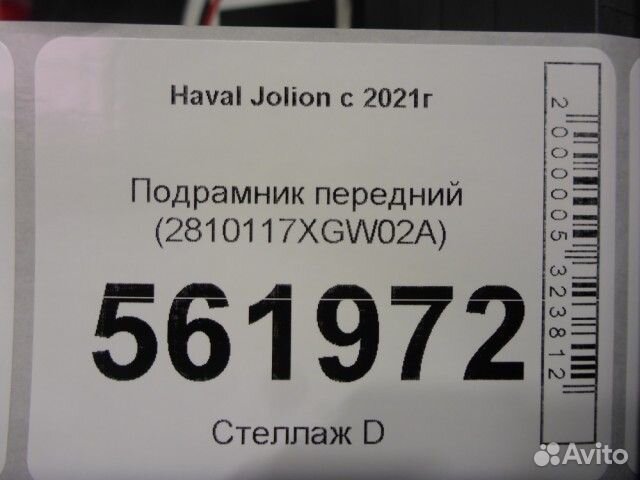 Haval Jolion с 2021г
Подрамник передний
(2810117XGW02A)
561972
Стеллаж D
2000005323812
Avito